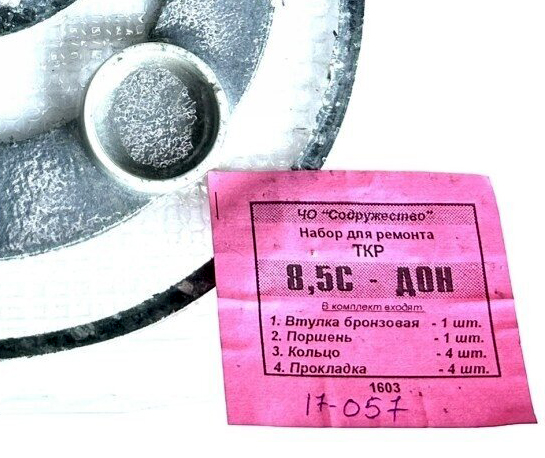 ЧО "Содружество"
Набор для ремонта
ТКР
8,5С - ДОН
В комплект входят
1. Втулка бронзовая - 1 шт.
2. Поршень - 1 шт.
3. Кольцо - 4 шт.
4. Прокладка - 4 шт.
1603
17-057